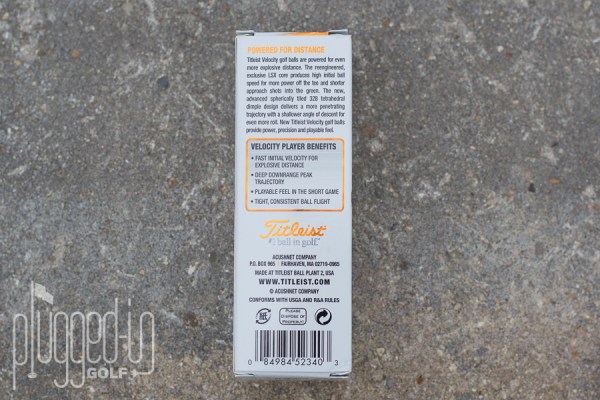 POWERED FOR DISTANCE
Titleist Velocity golf balls are powered for even
more explosive distance. The reengineered,
exclusive LSX core produces high initial ball
speed for more power off the tee and shorter
approach shots into the green. The new,
advanced spherically tiled 328 tetrahedral
dimple design delivers a more penetrating
trajectory with a shallower angle of descent for
even more roll. New Titleist Velocity golf balls
provide power, precision and playable feel.
VELOCITY PLAYER BENEFITS
• FAST INITIAL VELOCITY FOR
EXPLOSIVE DISTANCE
• DEEP DOWNRANGE PEAK
TRAJECTORY
• PLAYABLE FEEL IN THE SHORT GAME
• TIGHT, CONSISTENT BALL FLIGHT
Titleist
#1 ball in golf.
ACUSHNET COMPANY
P.O. BOX 965 FAIRHAVEN, MA 02719-0965
MADE AT TITLEIST BALL PLANT 2, USA
WWW.TITLEIST.COM
© ACUSHNET COMPANY
CONFORMS WITH USGA AND R&A RULES
PLEASE
DISPOSE OF
PROPERLY
0 84984 52340 3
plugged-in
GOLF